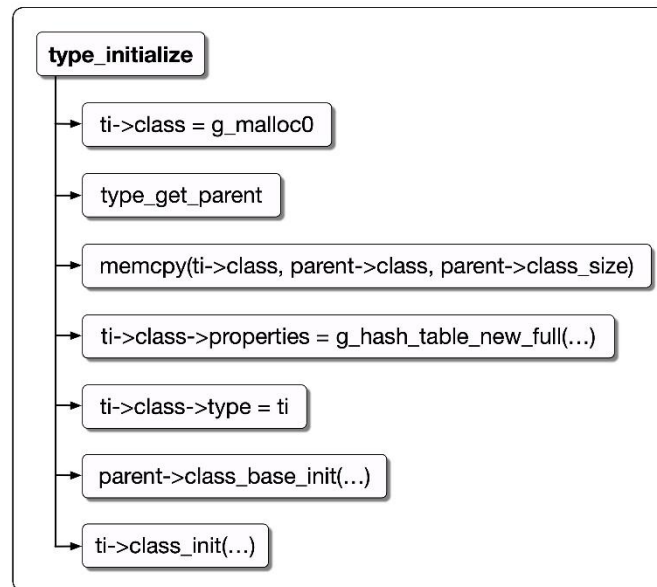 type_initialize
ti->class = g_malloc0
type_get_parent
memcpy(ti->class, parent->class, parent->class_size)
ti->class->properties = g_hash_table_new_full(…)
ti->class->type = ti
parent->class_base_init(…)
ti->class_init(…)